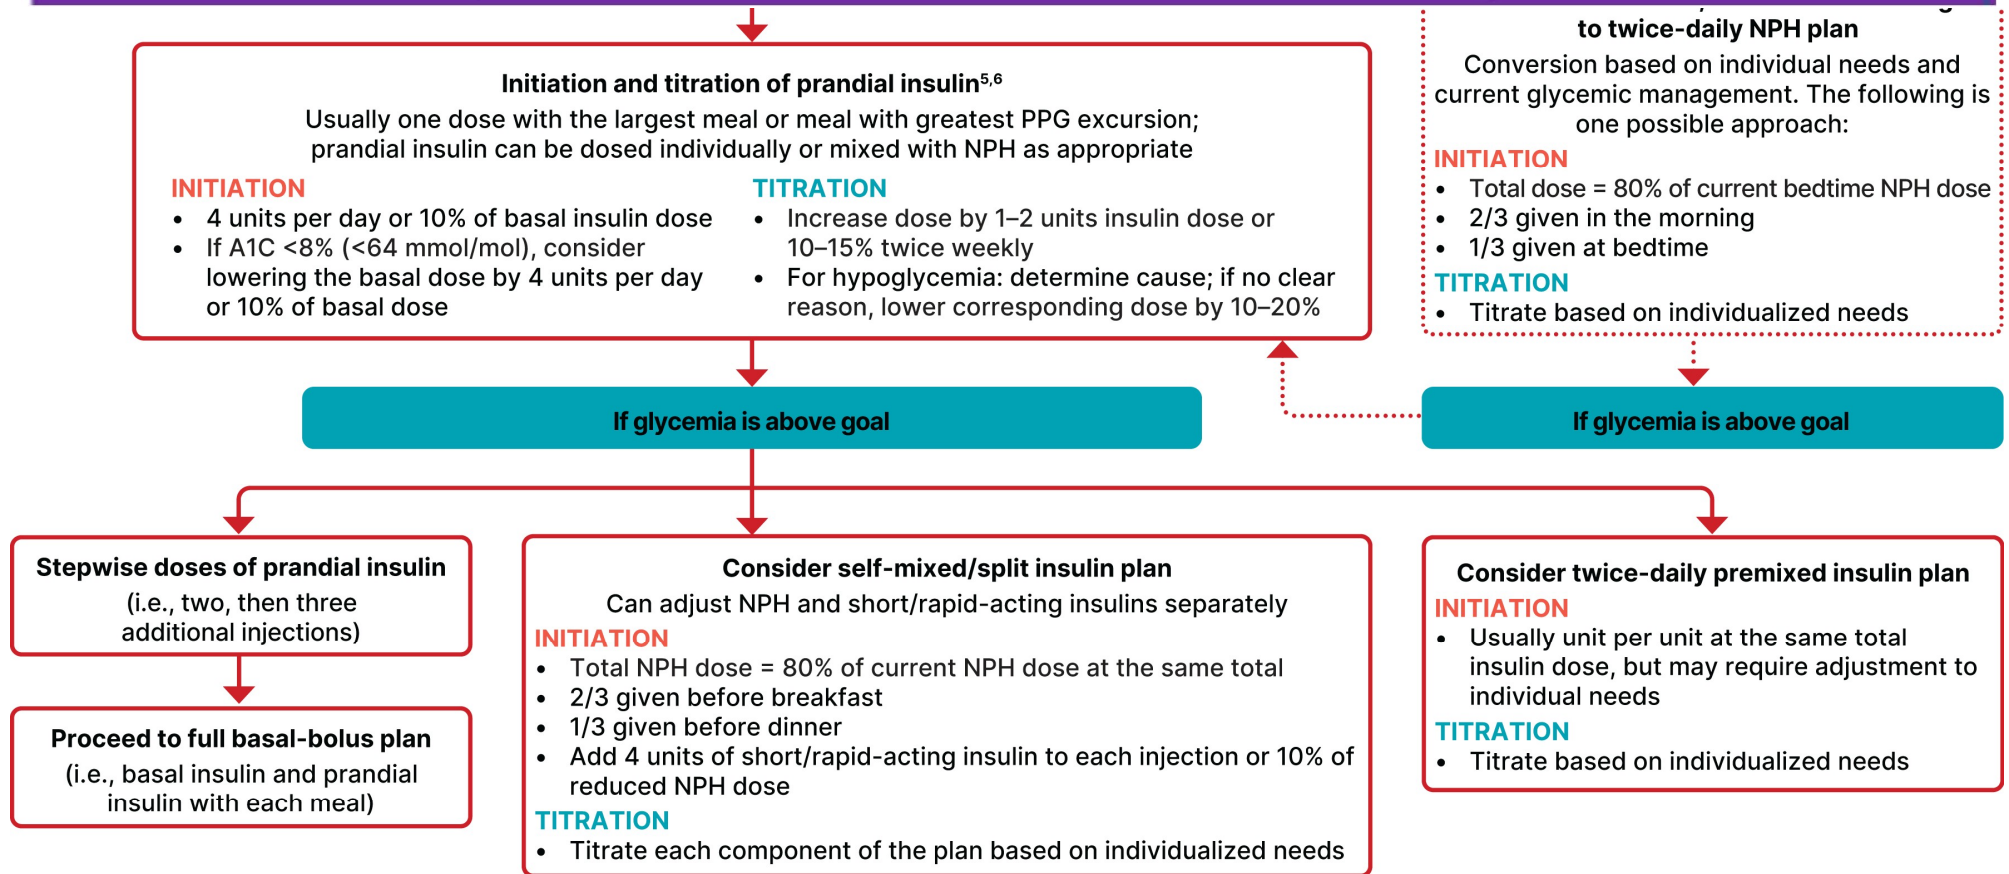 Initiation and titration of prandial insulin5,6
Usually one dose with the largest meal or meal with greatest PPG excursion;
prandial insulin can be dosed individually or mixed with NPH as appropriate
INITIATION
• 4 units per day or 10% of basal insulin dose
• If A1C <8% (<64 mmol/mol), consider
lowering the basal dose by 4 units per day
or 10% of basal dose
TITRATION
• Increase dose by 1–2 units insulin dose or
10–15% twice weekly
• For hypoglycemia: determine cause; if no clear
reason, lower corresponding dose by 10–20%
to twice-daily NPH plan
Conversion based on individual needs and
current glycemic management. The following is
one possible approach:
INITIATION
• Total dose = 80% of current bedtime NPH dose
• 2/3 given in the morning
• 1/3 given at bedtime
TITRATION
• Titrate based on individualized needs
If glycemia is above goal
If glycemia is above goal
Stepwise doses of prandial insulin
(i.e., two, then three
additional injections)
Proceed to full basal-bolus plan
(i.e., basal insulin and prandial
insulin with each meal)
Consider self-mixed/split insulin plan
Can adjust NPH and short/rapid-acting insulins separately
INITIATION
• Total NPH dose = 80% of current NPH dose at the same total
• 2/3 given before breakfast
• 1/3 given before dinner
• Add 4 units of short/rapid-acting insulin to each injection or 10% of
reduced NPH dose
TITRATION
• Titrate each component of the plan based on individualized needs
Consider twice-daily premixed insulin plan
INITIATION
• Usually unit per unit at the same total
insulin dose, but may require adjustment to
individual needs
TITRATION
• Titrate based on individualized needs